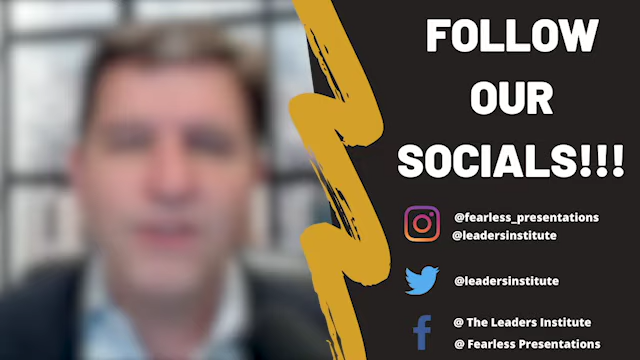 FOLLOW
OUR
SOCIALS!!!
@fearless_presentations
@leadersinstitute
@leadersinstitute
@ The Leaders Institute
@ Fearless Presentations